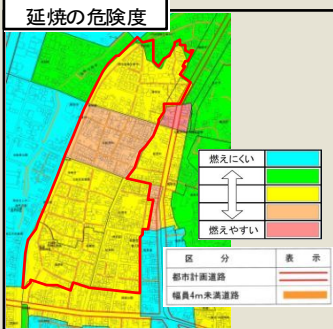 延焼の危険度
燃えにくい
燃えやすい
区 分 表 示
都市計画道路
幅員4m未満道路